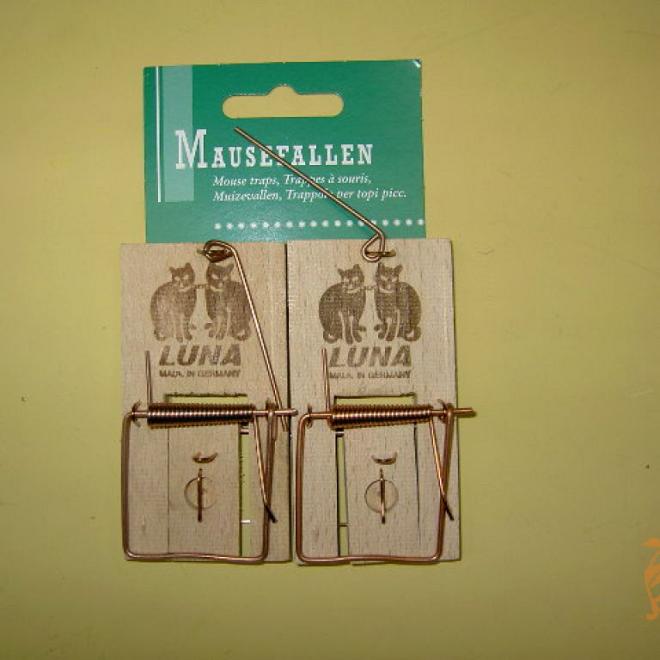 MAUSEFALLEN
Mouse traps, Trappes à souris,
Muizevallen, Trappole per topi picc.
LUNA
MADE IN GERMANY
LUNA
MADE IN GERMANY